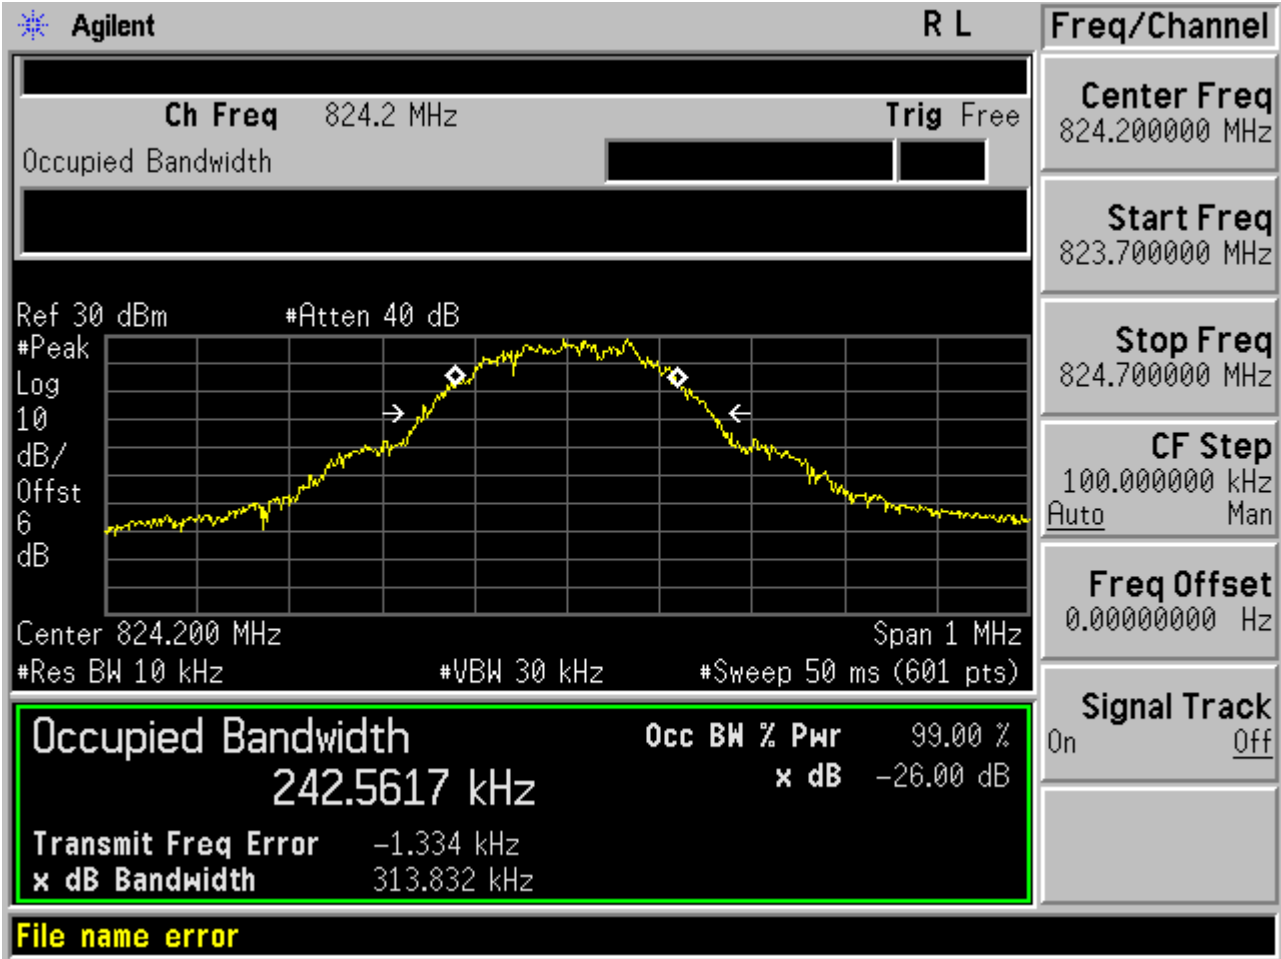 Agilent
R L
Freq/Channel
Ch Freq 824.2 MHz
Trig Free
Occupied Bandwidth
Center Freq
824.200000 MHz
Start Freq
823.700000 MHz
Stop Freq
824.700000 MHz
CF Step
100.000000 kHz
Auto Man
Freq Offset
0.00000000 Hz
Signal Track
On Off
Ref 30 dBm
#Atten 40 dB
#Peak
Log
10
dB/
Offst
6
dB
Center 824.200 MHz
Span 1 MHz
#Res BW 10 kHz
#VBW 30 kHz
#Sweep 50 ms (601 pts)
Occupied Bandwidth
242.5617 kHz
Occ BW % Pwr 99.00 %
x dB -26.00 dB
Transmit Freq Error -1.334 kHz
x dB Bandwidth 313.832 kHz
File name error